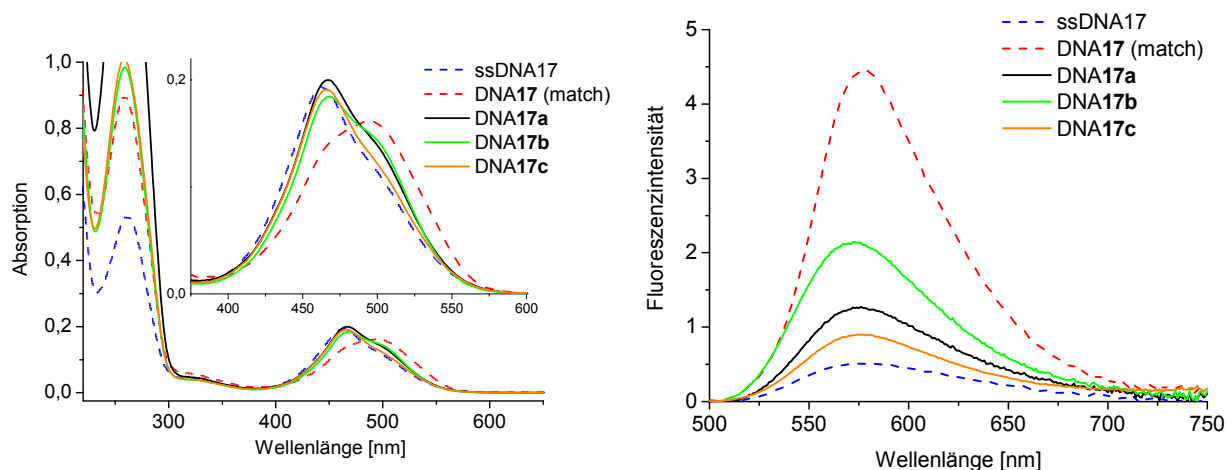 Absorption
1,0
0,8
0,6
0,4
0,2
0,0
300
400
500
600
Wellenlänge [nm]
0,2
0,0
400
450
500
550
600
ssDNA17
DNA17 (match)
DNA17a
DNA17b
DNA17c
Fluoreszenzintensität
5
4
3
2
1
0
500
550
600
650
700
750
Wellenlänge [nm]
ssDNA17
DNA17 (match)
DNA17a
DNA17b
DNA17c